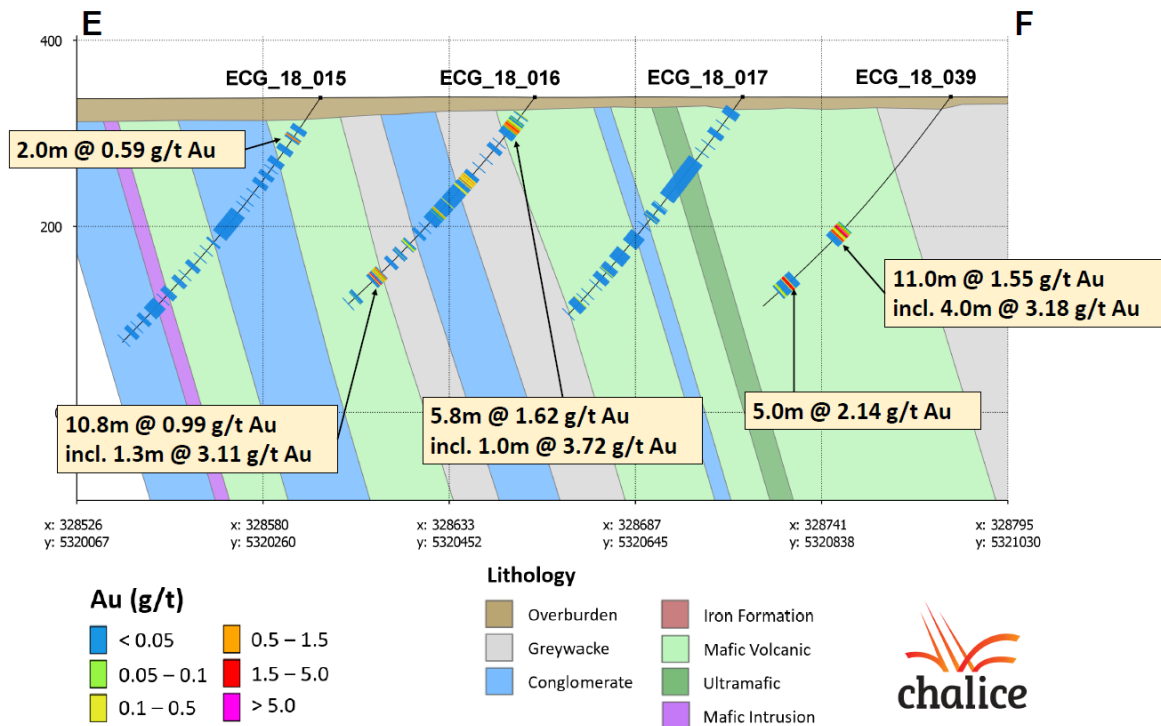 E
F
400
ECG_18_015
ECG_18_016
ECG_18_017
ECG_18_039
2.0m @ 0.59 g/t Au
200
11.0m @ 1.55 g/t Au
incl. 4.0m @ 3.18 g/t Au
5.0m @ 2.14 g/t Au
5.8m @ 1.62 g/t Au
incl. 1.0m @ 3.72 g/t Au
10.8m @ 0.99 g/t Au
incl. 1.3m @ 3.11 g/t Au
x: 328526
y: 5320067
x: 328580
y: 5320260
x: 328633
y: 5320452
x: 328687
y: 5320645
x: 328741
y: 5320838
x: 328795
y: 5321030
Au (g/t)
< 0.05
0.05 – 0.1
0.1 – 0.5
0.5 – 1.5
1.5 – 5.0
> 5.0
Lithology
Overburden
Greywacke
Conglomerate
Iron Formation
Mafic Volcanic
Ultramafic
Mafic Intrusion
chalice